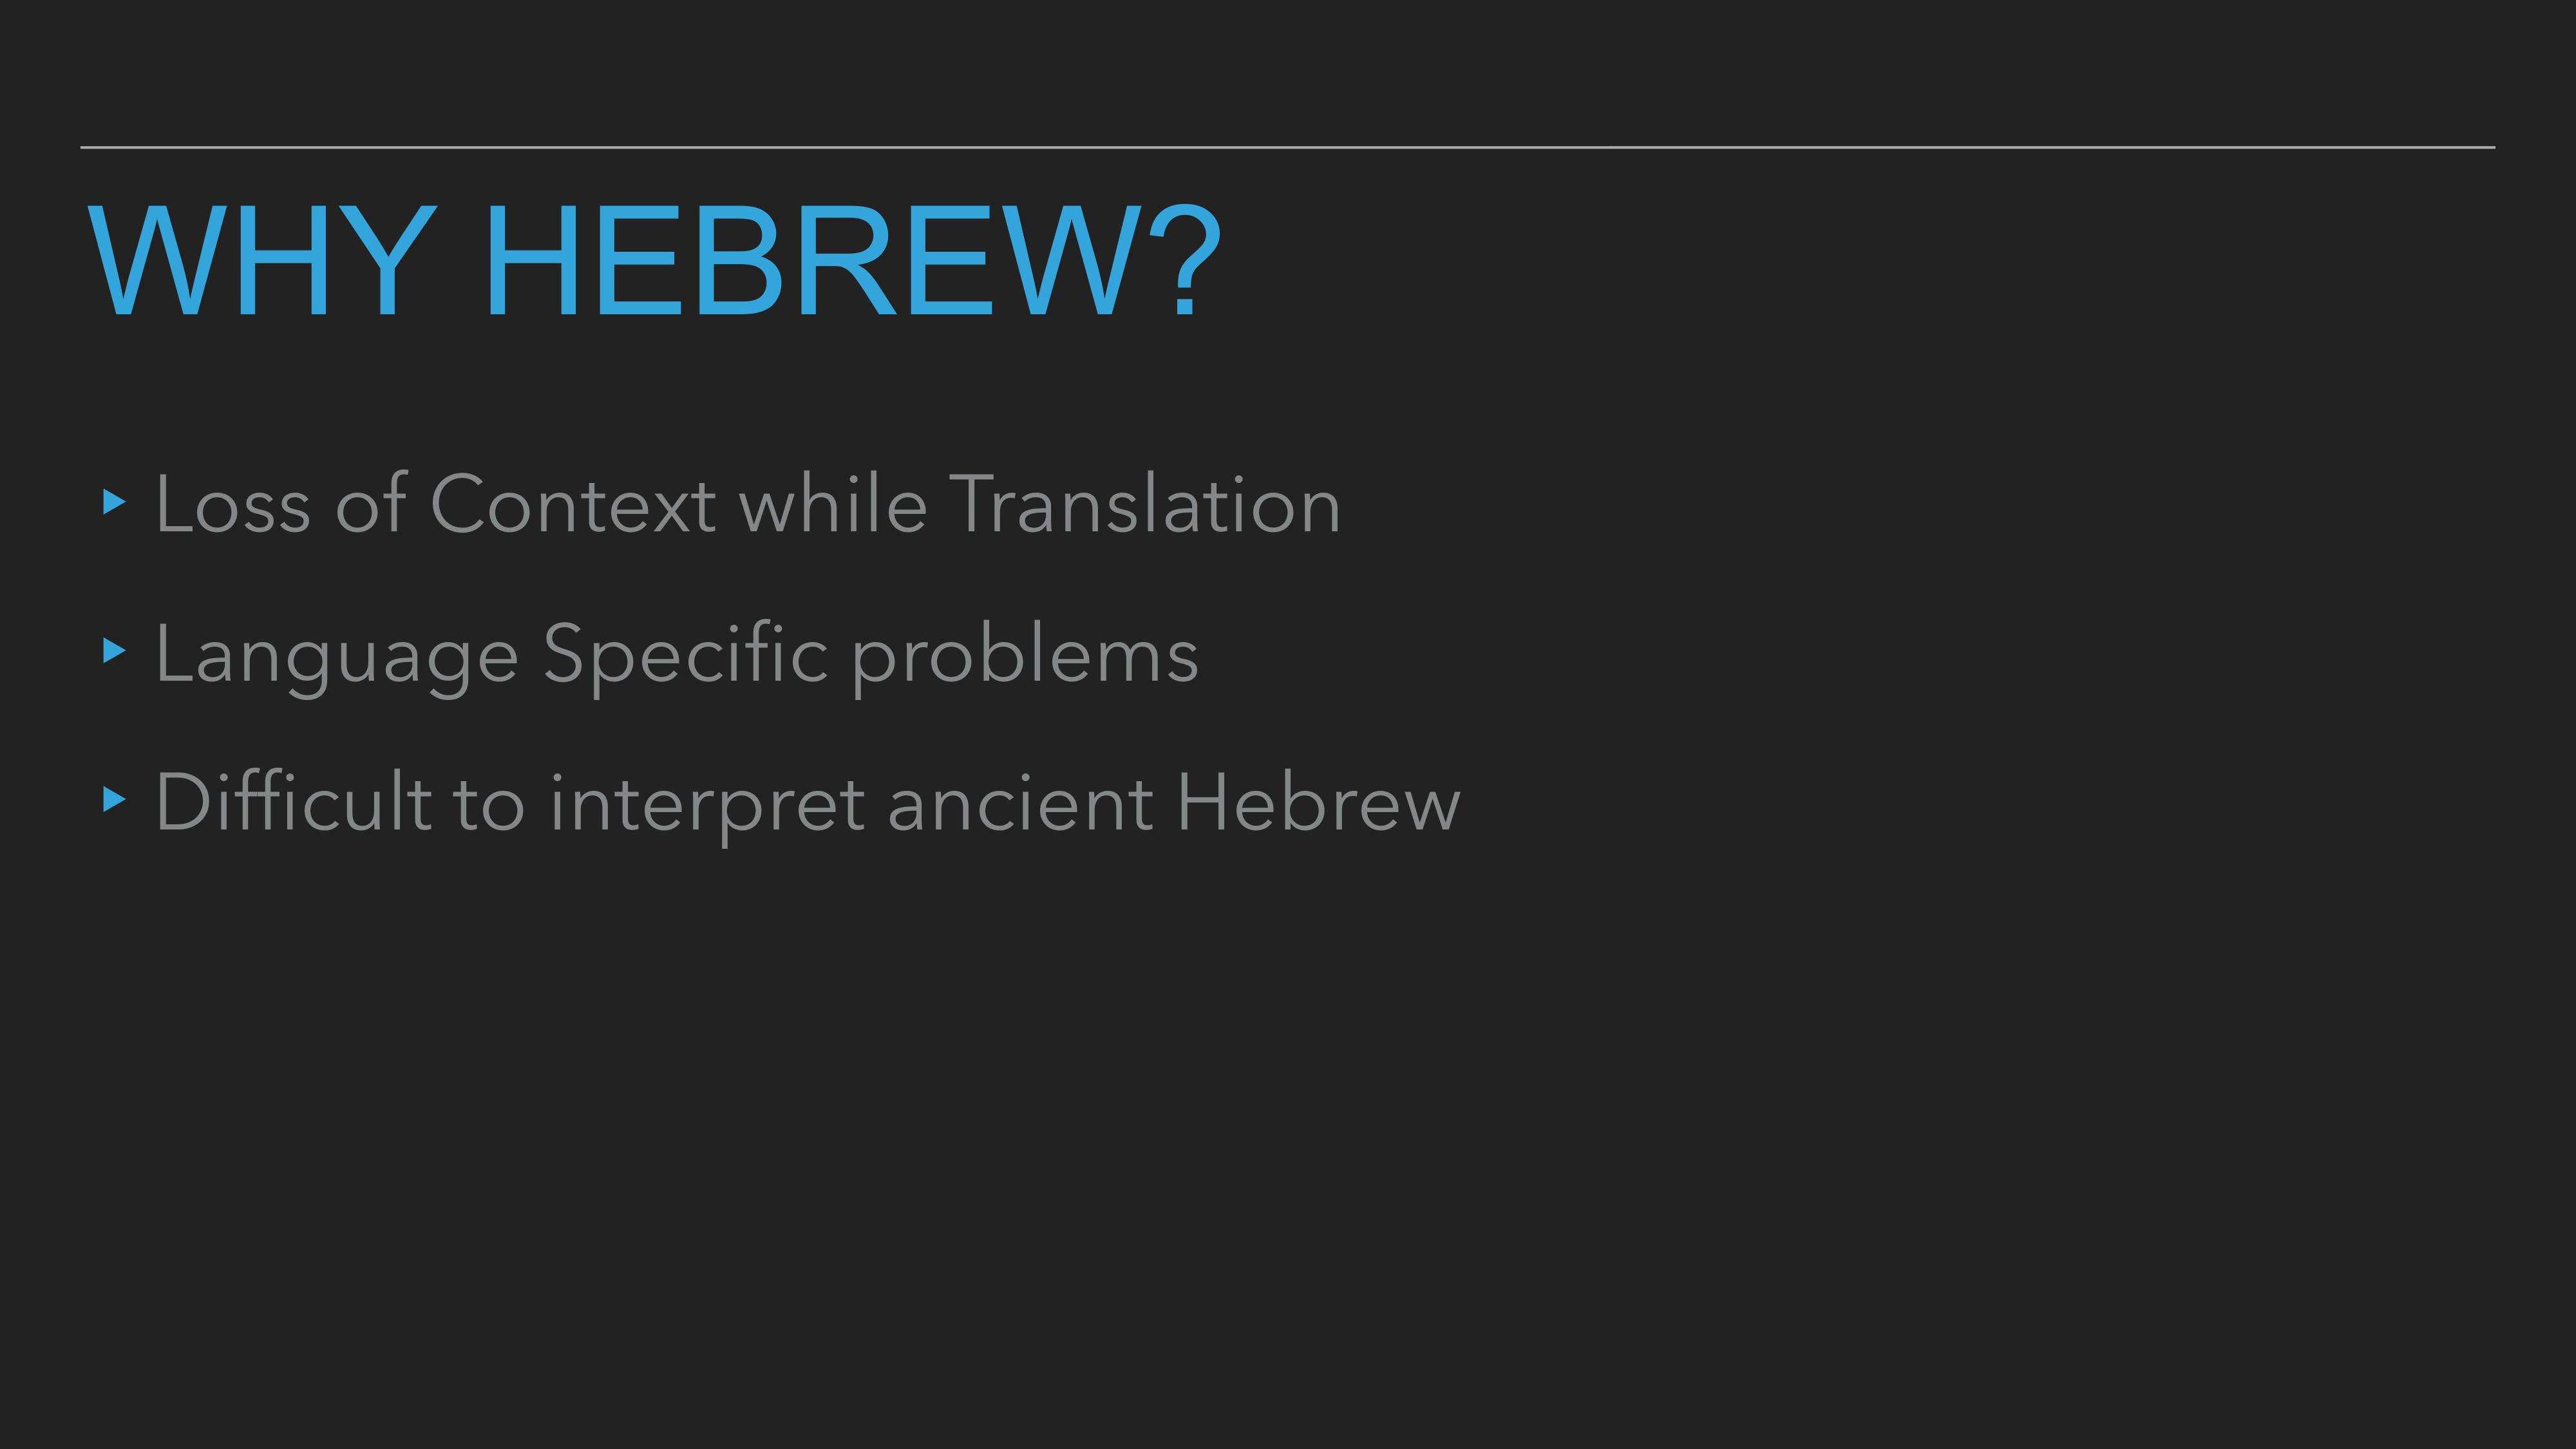 WHY HEBREW?
▸ Loss of Context while Translation
▸ Language Specific problems
▸ Difficult to interpret ancient Hebrew